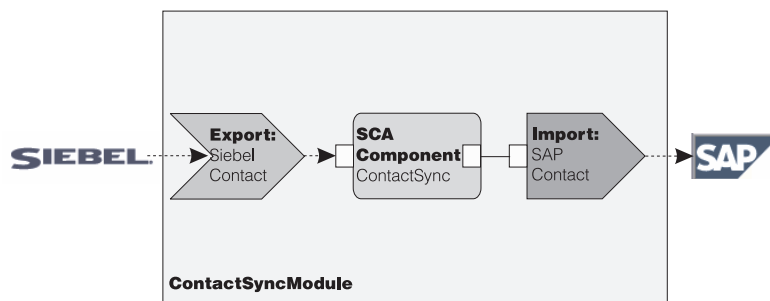 SIEBEL.
Export:
Siebel
Contact
SCA
Component
ContactSync
Import:
SAP
Contact
SAP
ContactSyncModule